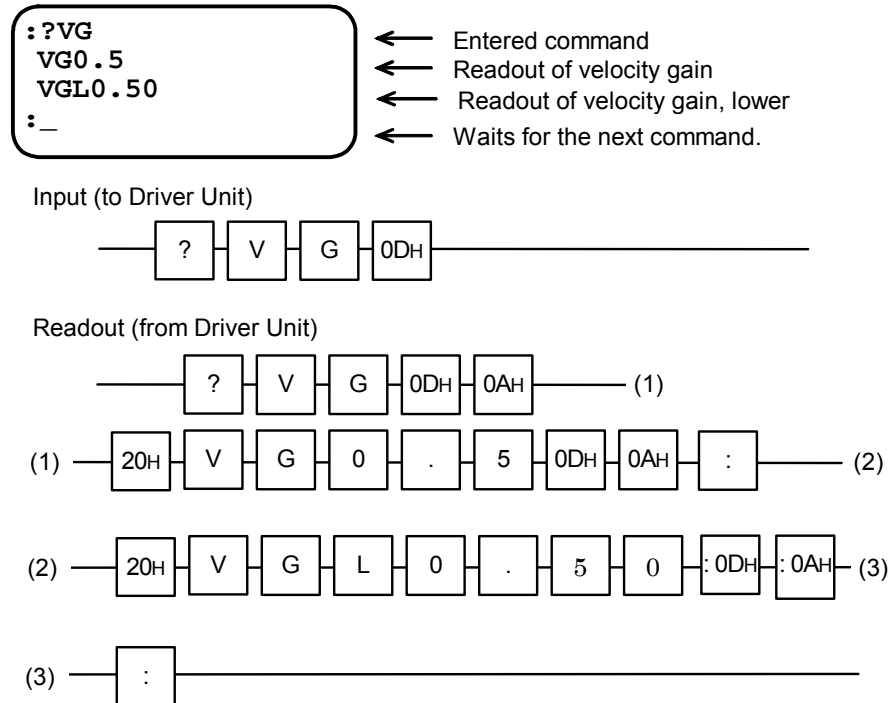 :?VG
VG0.5
VGL0.50
:_
Entered command
Readout of velocity gain
Readout of velocity gain, lower
Waits for the next command.
Input (to Driver Unit)
? V G 0DH
Readout (from Driver Unit)
? V G 0DH 0AH (1)
(1) 20H V G 0 . 5 0DH 0AH : (2)
(2) 20H V G L 0 . 5 0 : 0DH : 0AH (3)
(3) :